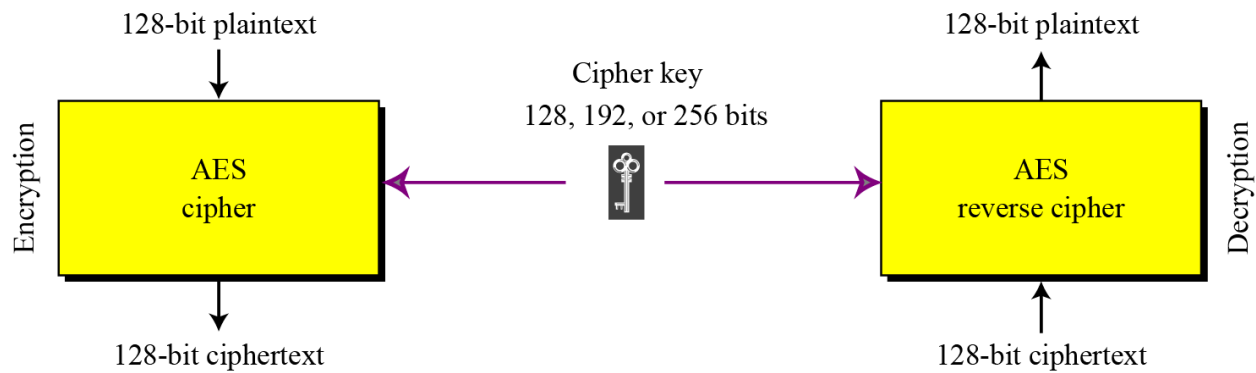 128-bit plaintext
128-bit plaintext
Cipher key
128, 192, or 256 bits
Encryption
AES
cipher
AES
reverse cipher
Decryption
128-bit ciphertext
128-bit ciphertext